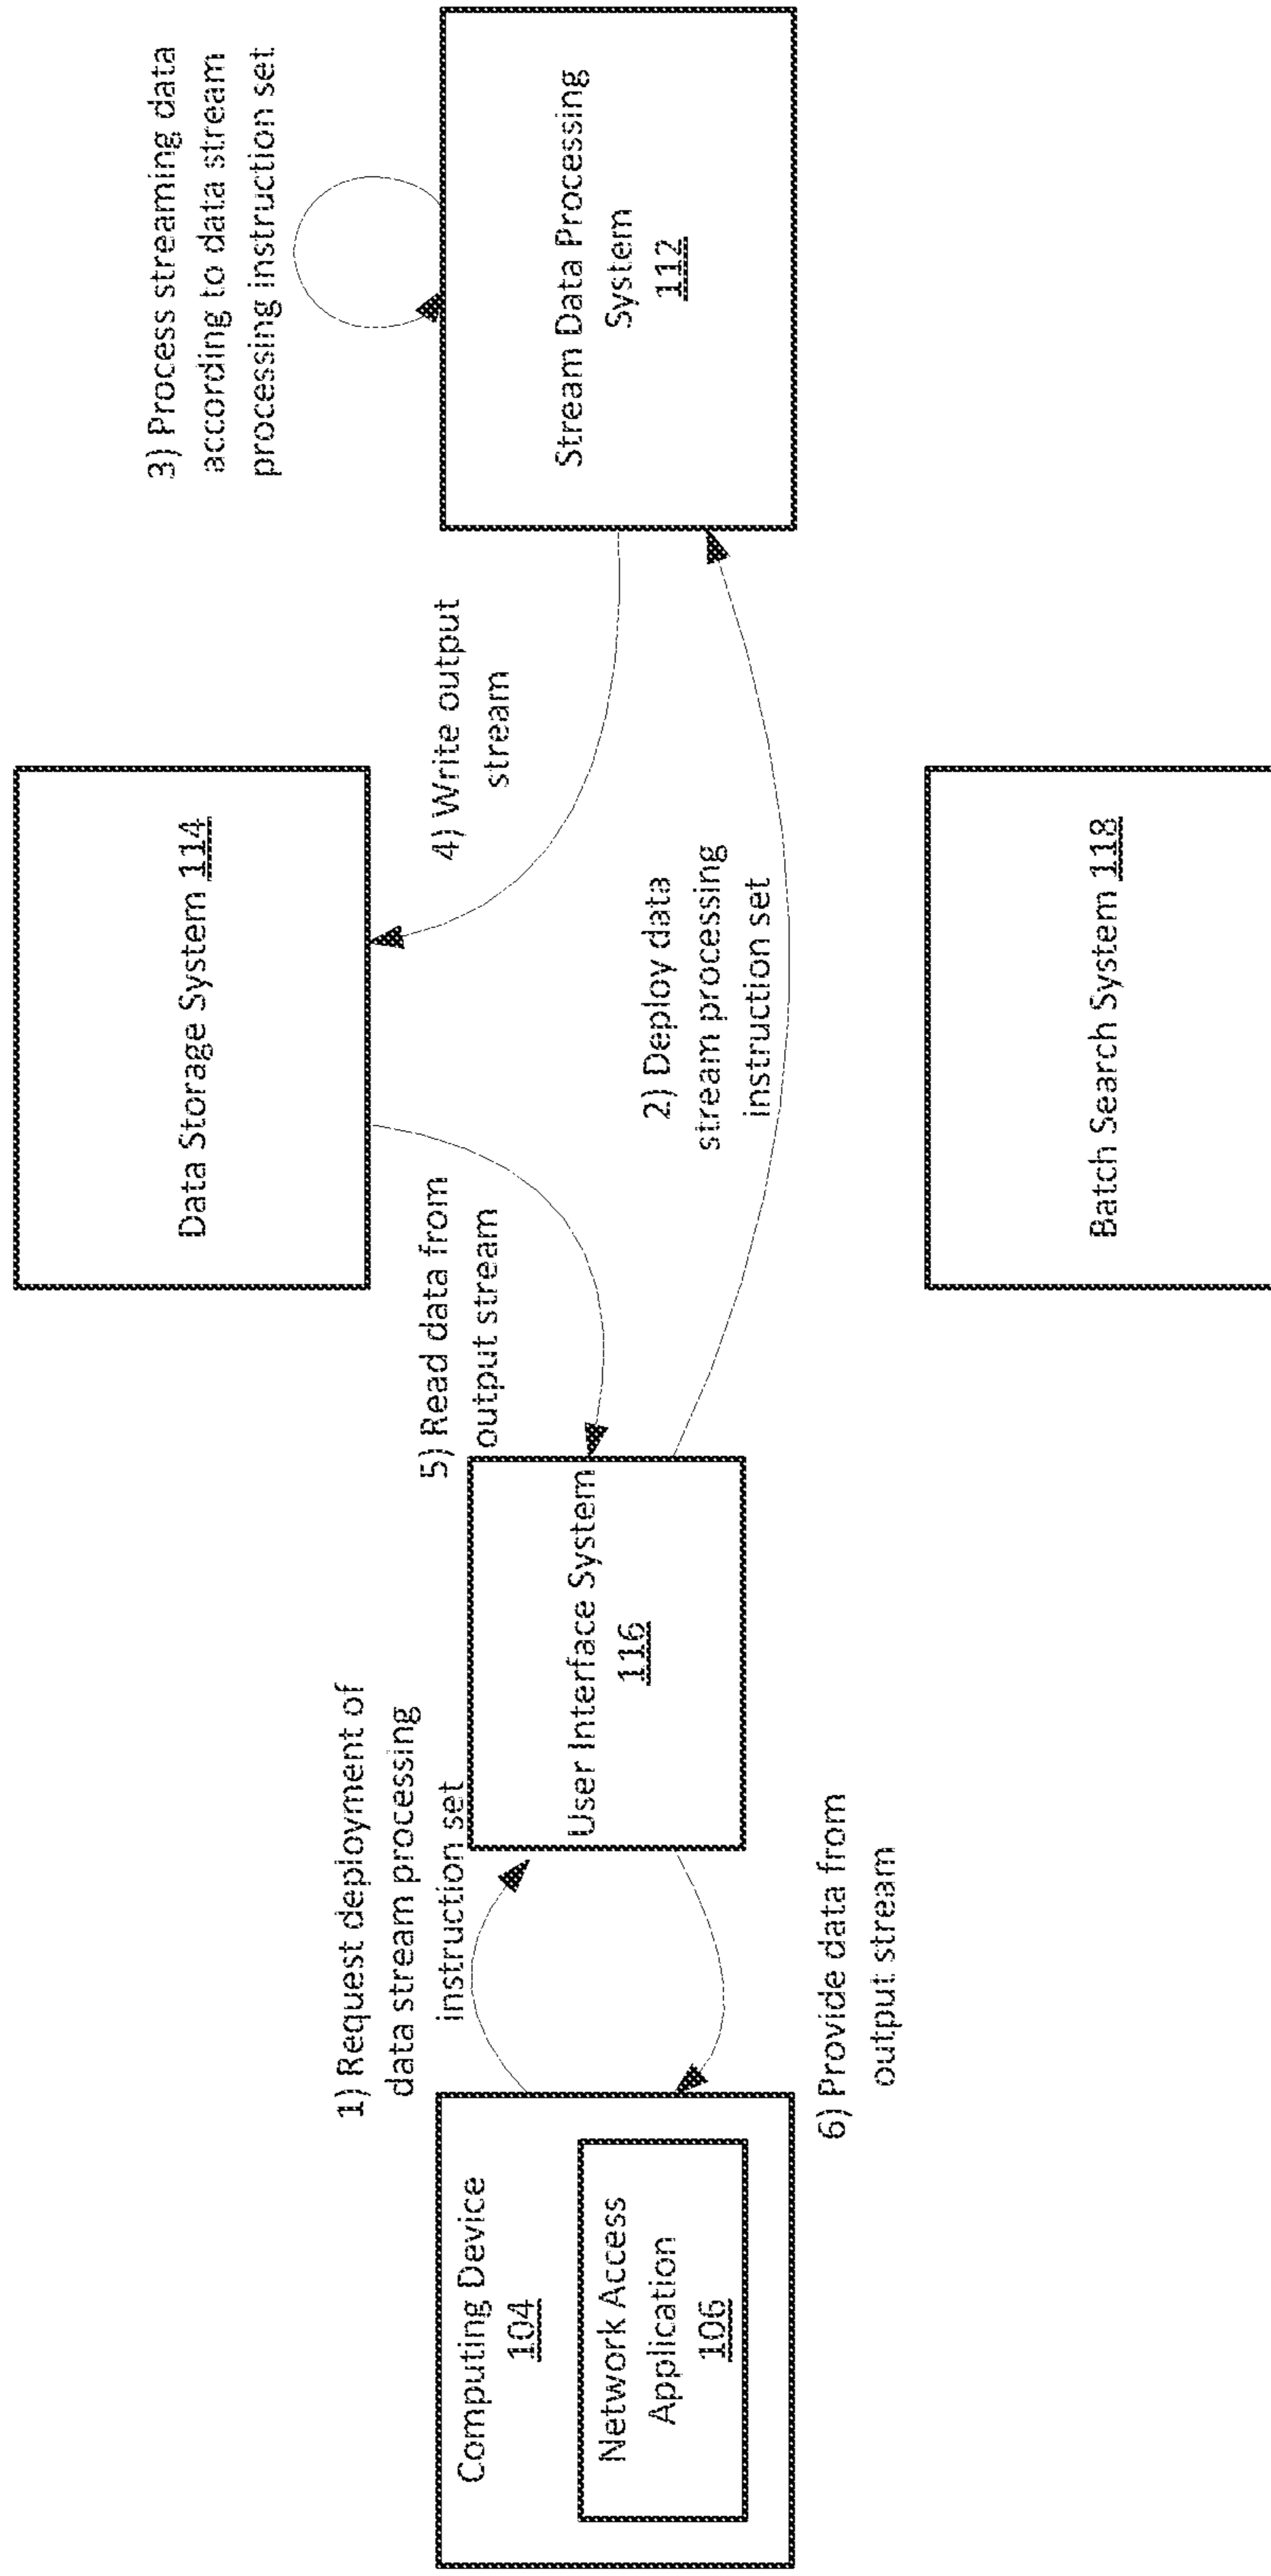 1) Request deployment of
data stream processing
instruction set
Computing Device
104
Network Access
Application
106
6) Provide data from
output stream
User Interface System
116
5) Read data from
output stream
Data Storage System 114
2) Deploy data
stream processing
instruction set
4) Write output
stream
Batch Search System 118
3) Process streaming data
according to data stream
processing instruction set
Stream Data Processing
System
112